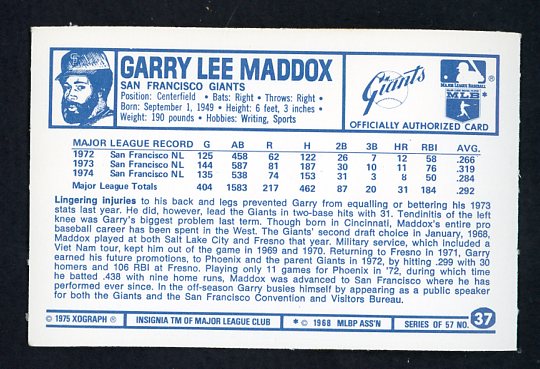 GARRY LEE MADDOX
SAN FRANCISCO GIANTS
Position: Centerfield • Bats: Right • Throws: Right •
Born: September 1, 1949 • Height: 6 feet, 3 inches •
Weight: 190 pounds • Hobbies: Writing, Sports
Giants
MAJOR LEAGUE BASEBALL
MLB *
OFFICIALLY AUTHORIZED CARD
MAJOR LEAGUE RECORD G AB R H 2B 3B HR RBI AVG.
1972 San Francisco NL 125 458 62 122 26 7 12 58 .266
1973 San Francisco NL 144 587 81 187 30 10 11 76 .319
1974 San Francisco NL 135 538 74 153 31 3 8 50 .284
Major League Totals 404 1583 217 462 87 20 31 184 .292
Lingering injuries to his back and legs prevented Garry from equalling or bettering his 1973
stats last year. He did, however, lead the Giants in two-base hits with 31. Tendinitis of the left
knee was Garry's biggest problem last term. Though born in Cincinnati, Maddox's entire pro
baseball career has been spent in the West. The Giants' second draft choice in January, 1968,
Maddox played at both Salt Lake City and Fresno that year. Military service, which included a
Viet Nam tour, kept him out of the game in 1969 and 1970. Returning to Fresno in 1971, Garry
earned his future promotions, to Phoenix and the parent Giants in 1972, by hitting .299 with 30
homers and 106 RBI at Fresno. Playing only 11 games for Phoenix in '72, during which time
he batted .438 with nine home runs, Maddox was advanced to San Francisco where he has
performed ever since. In the off-season Garry busies himself by appearing as a public speaker
for both the Giants and the San Francisco Convention and Visitors Bureau.
© 1975 XOGRAPH® INSIGNIA TM OF MAJOR LEAGUE CLUB * © 1968 MLBP ASS'N SERIES OF 57 NO. 37